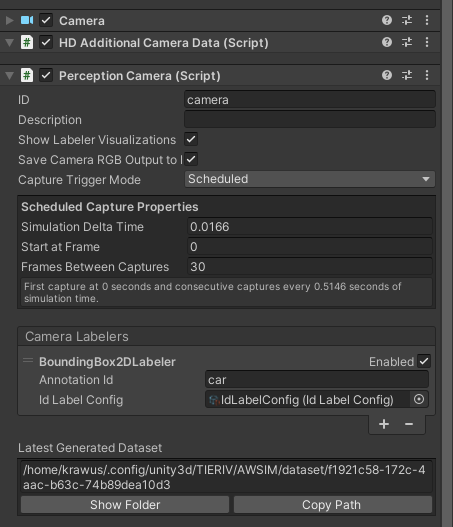 Camera
HD Additional Camera Data (Script)
Perception Camera (Script)
ID camera
Description
Show Labeler Visualizations
Save Camera RGB Output to
Capture Trigger Mode Scheduled
Scheduled Capture Properties
Simulation Delta Time 0.0166
Start at Frame 0
Frames Between Captures 30
First capture at 0 seconds and consecutive captures every 0.5146 seconds of
simulation time.
Camera Labelers
BoundingBox2DLabeler Enabled
Annotation Id car
Id Label Config IdLabelConfig (Id Label Config)
Latest Generated Dataset
/home/krawus/.config/unity3d/TIERIV/AWSIM/dataset/f1921c58-172c-4
aac-b63c-74b89dea10d3
Show Folder Copy Path